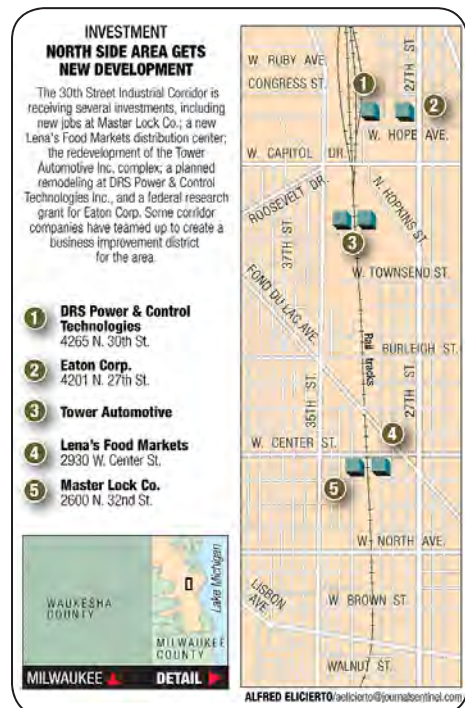 INVESTMENT
NORTH SIDE AREA GETS
NEW DEVELOPMENT
The 30th Street Industrial Corridor is
receiving several investments, including
new jobs at Master Lock Co.; a new
Lena's Food Markets distribution center;
the redevelopment of the Tower
Automotive Inc. complex; a planned
remodeling at DRS Power & Control
Technologies Inc., and a federal research
grant for Eaton Corp. Some corridor
companies have teamed up to create a
business improvement district
for the area.
1 DRS Power & Control
Technologies
4265 N. 30th St.
2 Eaton Corp.
4201 N. 27th St.
3 Tower Automotive
4 Lena's Food Markets
2930 W. Center St.
5 Master Lock Co.
2600 N. 32nd St.
WAUKESHA
COUNTY
MILWAUKEE
COUNTY
Lake Michigan
MILWAUKEE
DETAIL
W. RUBY AVE.
CONGRESS ST.
27TH ST.
1
2
W. HOPE AVE.
W. CAPITOL DR.
ROOSEVELT DR.
N. HOPKINS ST.
37TH ST.
3
W. TOWNSEND ST.
FOND DU LAC AVE.
Rail tracks
BURLEIGH ST.
35TH ST.
27TH ST.
4
W. CENTER ST.
5
W. NORTH AVE.
LISBON
AVE.
W. BROWN ST.
WALNUT ST.
ALFRED ELICIERTO/aelicierto@journalsentinel.com